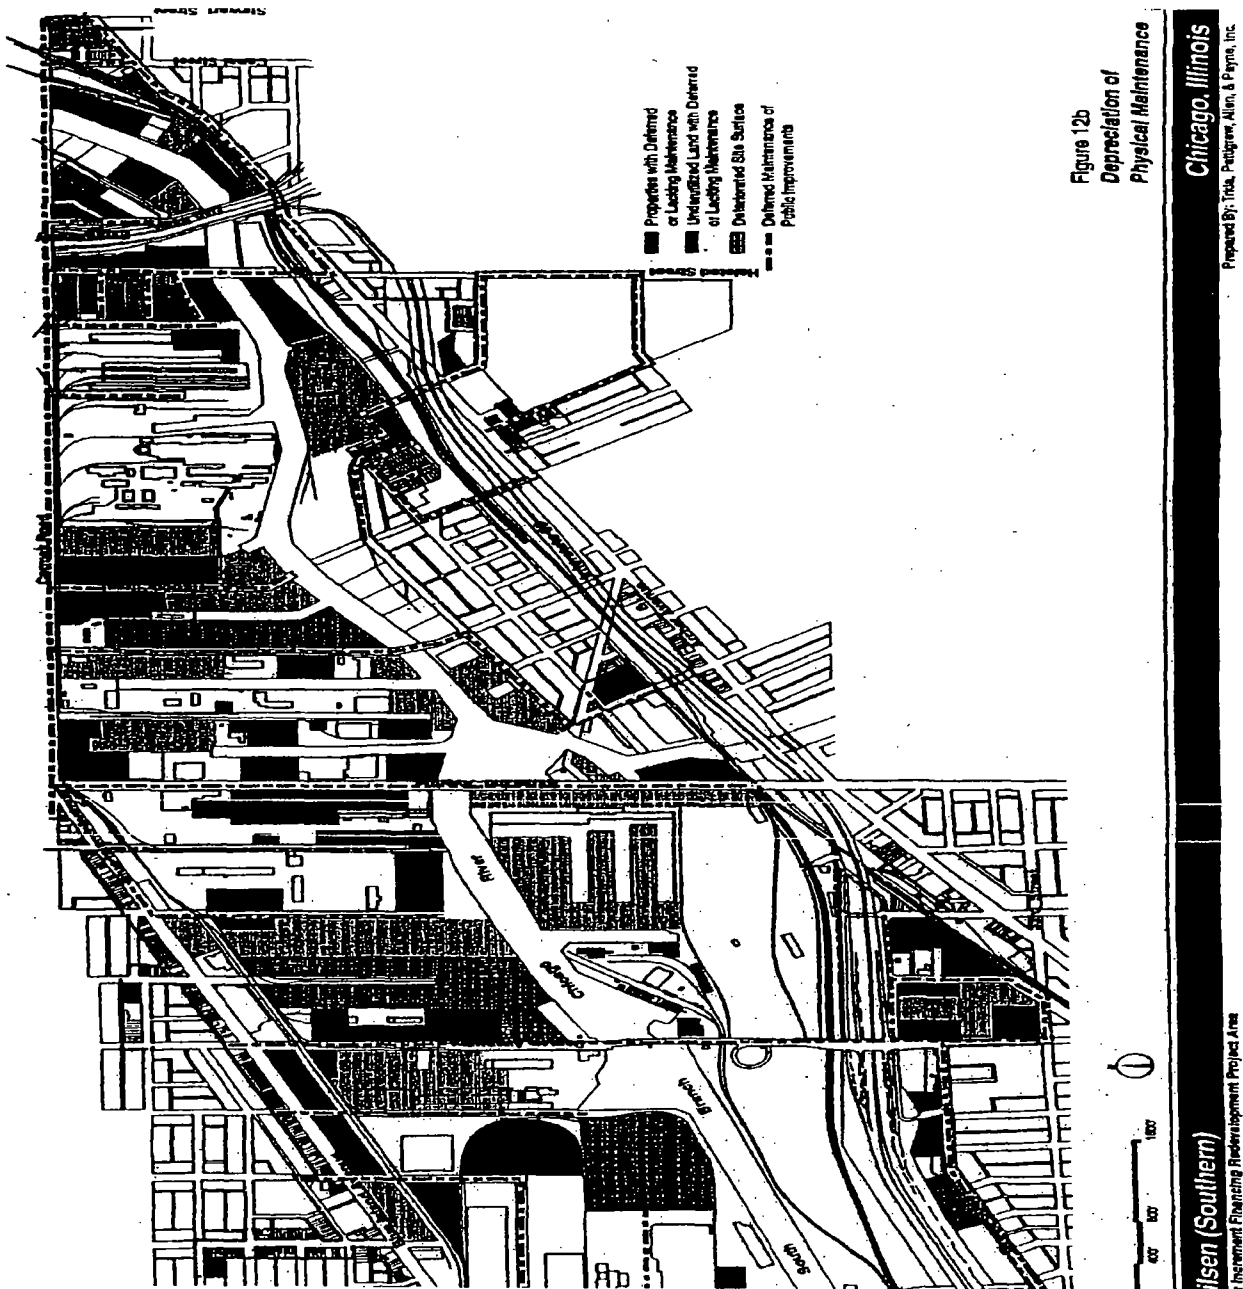 Stewart Street
Canal Street
Cermak Road
Halsted Street
Properties with Deferred
or Lacking Maintenance
Underutilized Land with Deferred
or Lacking Maintenance
Deteriorated Site Surface
Deferred Maintenance of
Public Improvements
Figure 12b
Depreciation of
Physical Maintenance
Chicago, Illinois
Prepared By: Trkla, Pettigrew, Allen, & Payne, Inc.
River
Chicago
Branch
South
400'
800'
1600'
ilsen (Southern)
Increment Financing Redevelopment Project Area